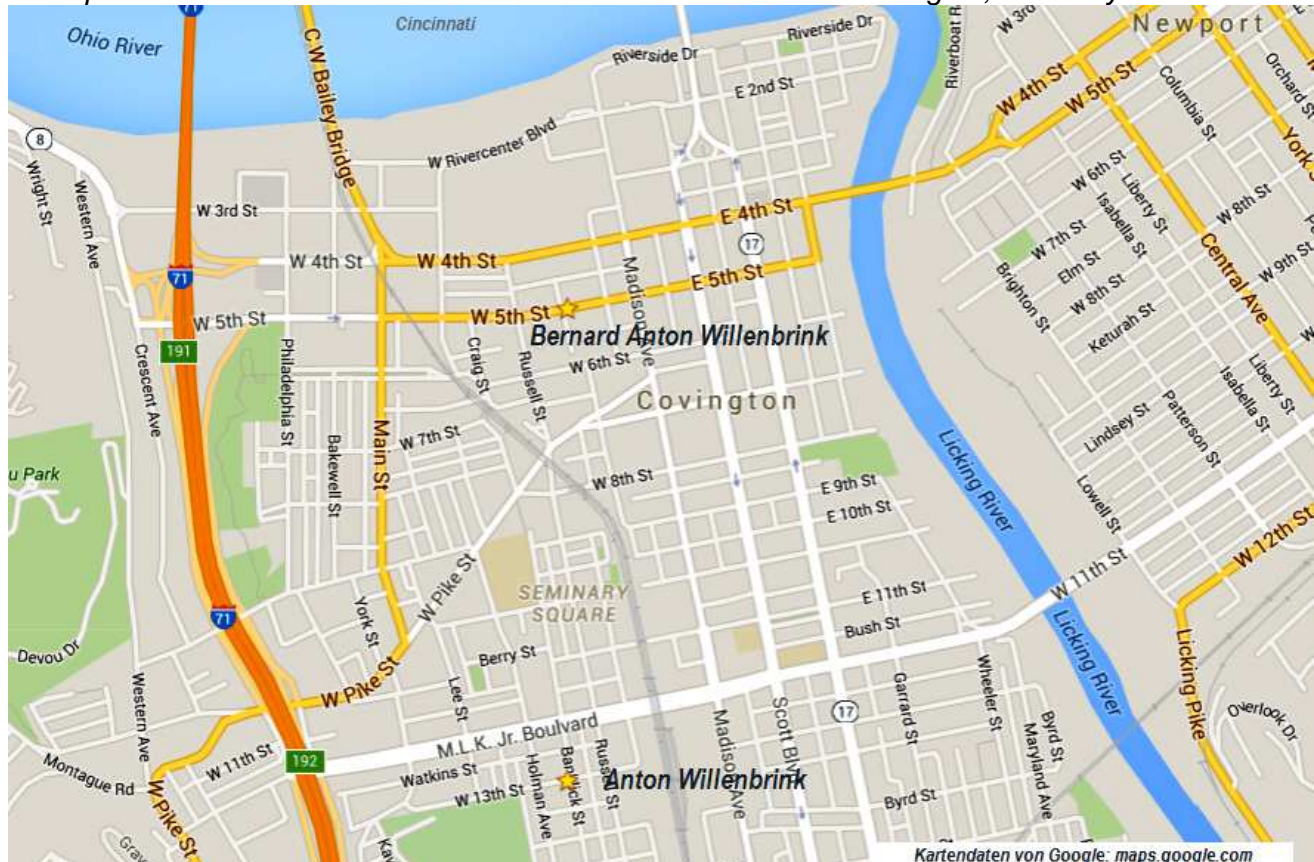 Cincinnati
Ohio River
C W Bailey Bridge
Riverside Dr
Riverside Dr
Riverboat R
W 3rd St
Newport
Orchard St
Columbia St
W 4th St
W 5th St
E 2nd St
W Rivercenter Blvd
8
Wright St
Western Ave
W 3rd St
W 4th St
W 4th St
E 4th St
17
71
W 5th St
W 5th St
E 5th St
Madison Ave
191
Bernard Anton Willenbrink
W 6th St
Liberty St
Isabella St
W 7th St
Elm St
W 8th St
W 8th St
W 9th St
York
Central Ave
Brighton St
Keturah St
Crescent Ave
Philadelphia St
Craig St
Russell St
W 6th St
Covington
Liberty St
Isabella St
Patterson St
Lindsey St
Main St
Bakewell St
W 7th St
W 8th St
Licking River
E 9th St
E 10th St
Lowell St
W 12th St
u Park
W Pike St
SEMINARY
SQUARE
E 11th St
W 11th St
Bush St
71
York St
Devou Dr
Berry St
Licking River
Licking Pike
W Pike St
Lee St
Western Ave
Montague Rd
W 11th St
192
M.L.K. Jr. Boulvard
Madison Ave
Scott Blvd
17
Garrard St
Wheeler St
Byrd St
Maryland Ave
Overlook Dr
W Pike St
Watkins St
W 13th St
Holman Ave
Anton Willenbrink
Byrd St
Kartendaten von Google: maps.google.com